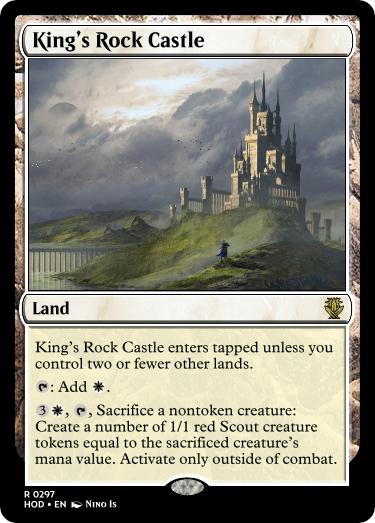 King's Rock Castle
Land
King's Rock Castle enters tapped unless you
control two or fewer other lands.
: Add .
3 , , Sacrifice a nontoken creature:
Create a number of 1/1 red Scout creature
tokens equal to the sacrificed creature's
mana value. Activate only outside of combat.
R 0297
HOD • EN Nino Is